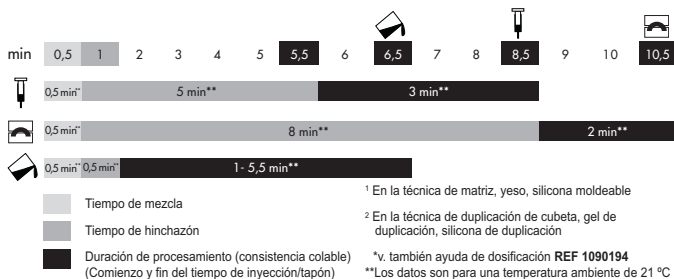 min 0,5 1 2 3 4 5 5,5 6 6,5 7 8 8,5 9 10 10,5
0,5 min** 5 min** 3 min**
0,5 min** 8 min** 2 min**
0,5 min** 0,5 min** 1- 5,5 min**
Tiempo de mezcla
Tiempo de hinchazón
Duración de procesamiento (consistencia colable)
(Comienzo y fin del tiempo de inyección/tapón)
1 En la técnica de matriz, yeso, silicona moldeable
2 En la técnica de duplicación de cubeta, gel de
duplicación, silicona de duplicación
*v. también ayuda de dosificación REF 1090194
**Los datos son para una temperatura ambiente de 21 ºC